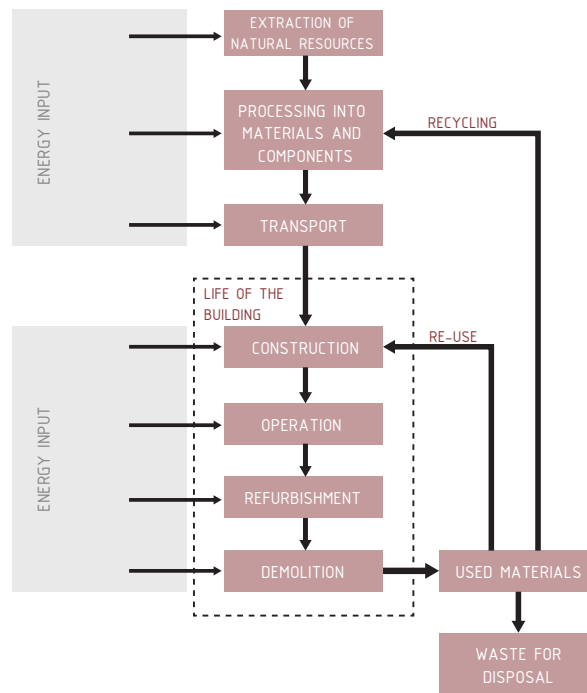 EXTRACTION OF
NATURAL RESOURCES
ENERGY INPUT
PROCESSING INTO
MATERIALS AND
COMPONENTS
RECYCLING
TRANSPORT
LIFE OF THE
BUILDING
CONSTRUCTION
RE-USE
ENERGY INPUT
OPERATION
REFURBISHMENT
DEMOLITION
USED MATERIALS
WASTE FOR
DISPOSAL